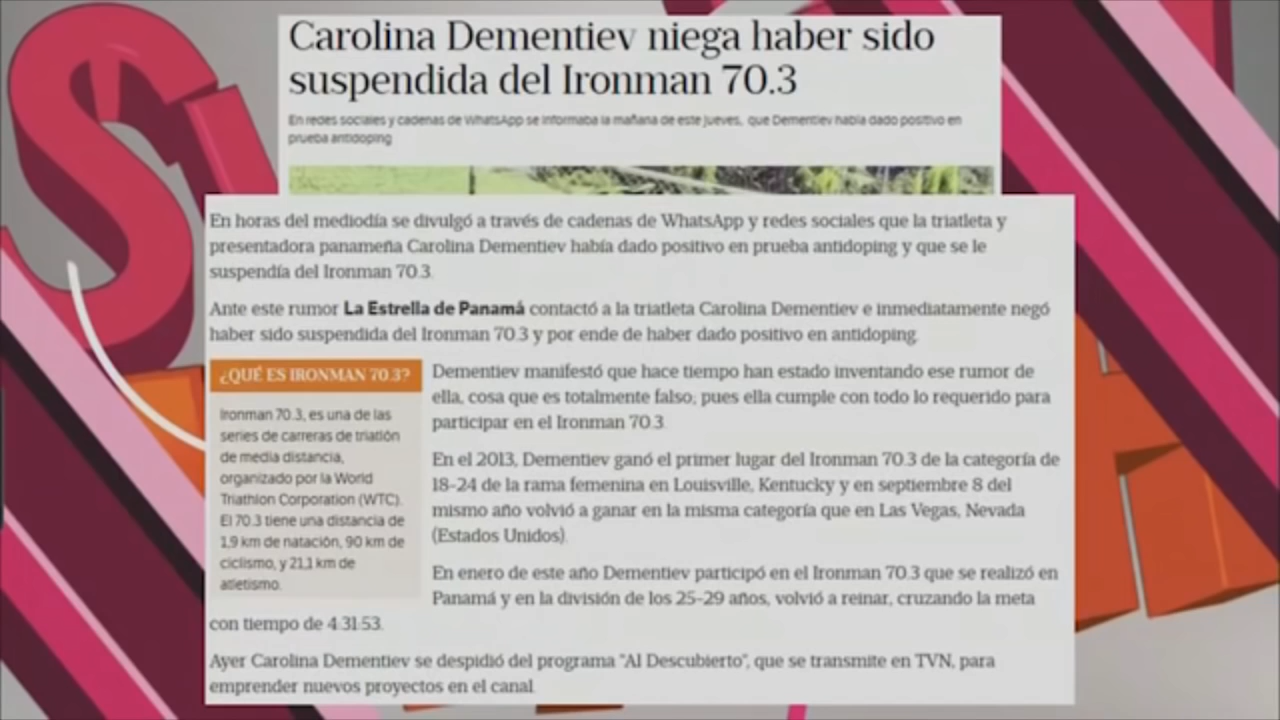 Carolina Dementiev niega haber sido
suspendida del Ironman 70.3
En redes sociales y cadenas de WhatsApp se informaba la mañana de este jueves, que Dementiev había dado positivo en
prueba antidoping
En horas del mediodía se divulgó a través de cadenas de WhatsApp y redes sociales que la triatleta y
presentadora panameña Carolina Dementiev había dado positivo en prueba antidoping y que se le
suspendía del Ironman 70.3.
Ante este rumor La Estrella de Panamá contactó a la triatleta Carolina Dementiev e inmediatamente negó
haber sido suspendida del Ironman 70.3 y por ende de haber dado positivo en antidoping.
¿QUÉ ES IRONMAN 70.3?
Ironman 70.3, es una de las
series de carreras de triatlón
de media distancia,
organizado por la World
Triathlon Corporation (WTC).
El 70.3 tiene una distancia de
1,9 km de natación, 90 km de
ciclismo, y 21,1 km de
atletismo.
Dementiev manifestó que hace tiempo han estado inventando ese rumor de
ella, cosa que es totalmente falso; pues ella cumple con todo lo requerido para
participar en el Ironman 70.3.
En el 2013, Dementiev ganó el primer lugar del Ironman 70.3 de la categoría de
18-24 de la rama femenina en Louisville, Kentucky y en septiembre 8 del
mismo año volvió a ganar en la misma categoría que en Las Vegas, Nevada
(Estados Unidos).
En enero de este año Dementiev participó en el Ironman 70.3 que se realizó en
Panamá y en la división de los 25-29 años, volvió a reinar, cruzando la meta
con tiempo de 4:31:53.
Ayer Carolina Dementiev se despidió del programa "Al Descubierto", que se transmite en TVN, para
emprender nuevos proyectos en el canal.